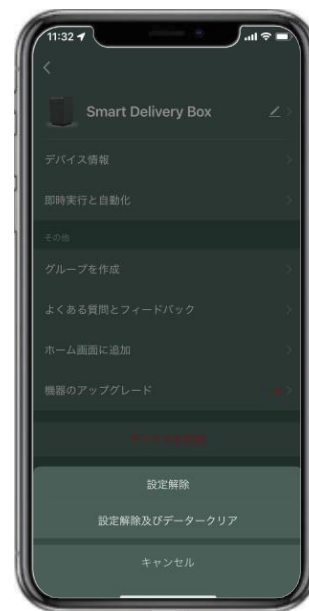 11:32
Smart Delivery Box
デバイス情報
即時実行と自動化
その他
グループを作成
よくある質問とフィードバック
ホーム画面に追加
機器のアップグレード
設定解除
設定解除及びデータークリア
キャンセル